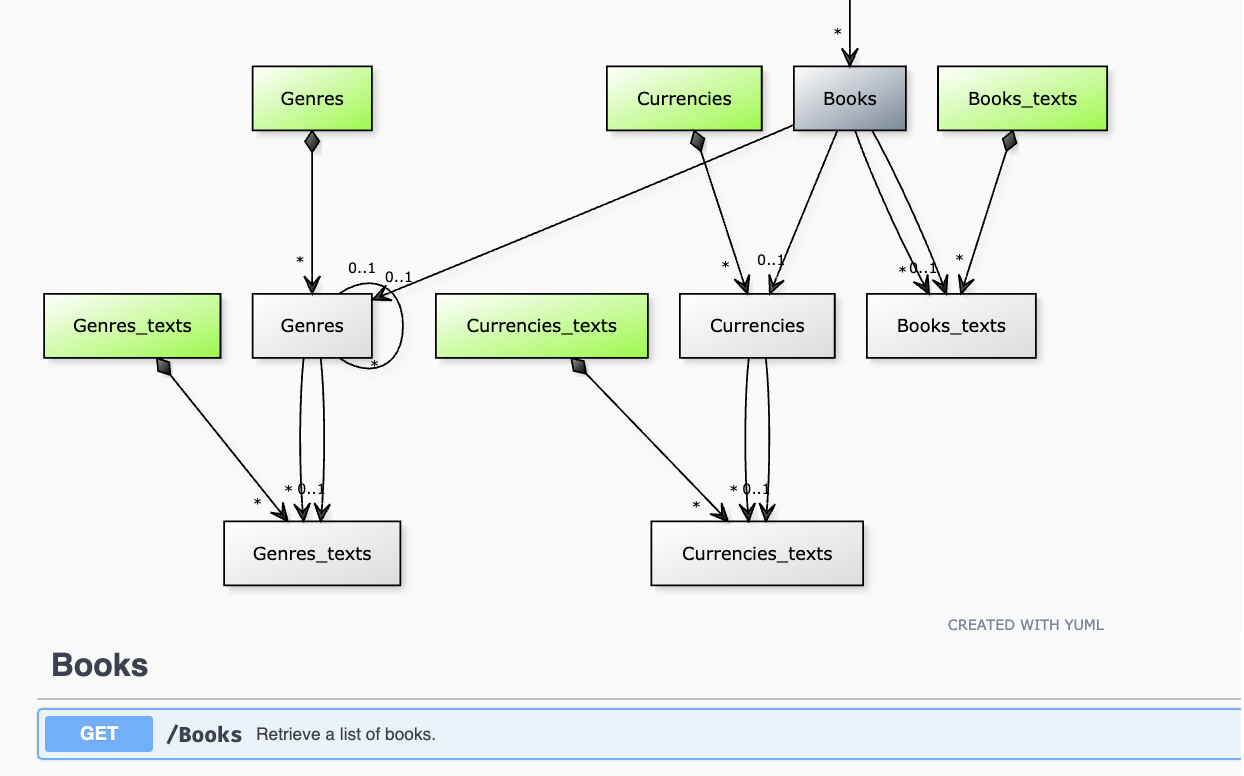 *
Genres
Currencies
Books
Books_texts
*
0..1
0..1
*
0..1
*
0..1
*
Genres_texts
Genres
Currencies_texts
Currencies
Books_texts
*
*
*
0..1
*
*
0..1
Genres_texts
Currencies_texts
CREATED WITH YUML
Books
GET /Books Retrieve a list of books.